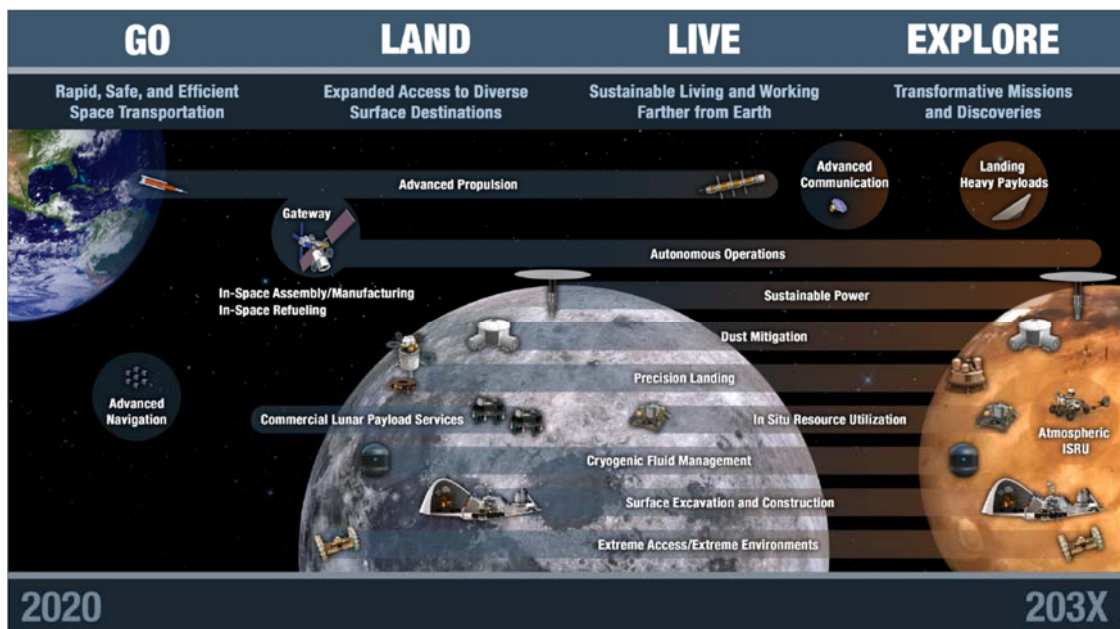 GO
LAND
LIVE
EXPLORE
Rapid, Safe, and Efficient
Space Transportation
Expanded Access to Diverse
Surface Destinations
Sustainable Living and Working
Farther from Earth
Transformative Missions
and Discoveries
Advanced Propulsion
Advanced
Communication
Landing
Heavy Payloads
Gateway
Autonomous Operations
In-Space Assembly/Manufacturing
In-Space Refueling
Sustainable Power
Dust Mitigation
Precision Landing
Advanced
Navigation
Commercial Lunar Payload Services
In Situ Resource Utilization
Atmospheric
ISRU
Cryogenic Fluid Management
Surface Excavation and Construction
Extreme Access/Extreme Environments
2020
203X